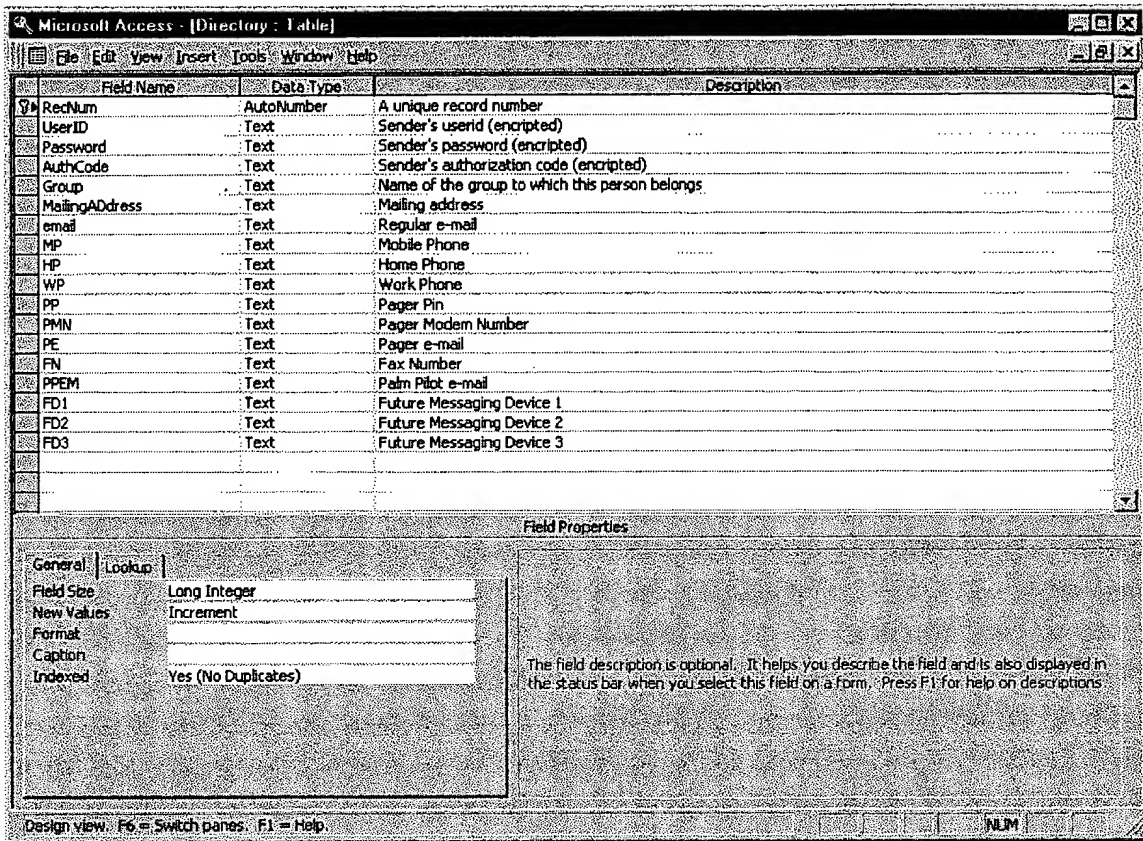 Microsoft Access - [Directory : Table]
File Edit View Insert Tools Window Help
Field Name Data Type Description
RecNum AutoNumber A unique record number
UserID Text Sender's userid (encripted)
Password Text Sender's password (encripted)
AuthCode Text Sender's authorization code (encripted)
Group Text Name of the group to which this person belongs
MailingADdress Text Mailing address
email Text Regular e-mail
MP Text Mobile Phone
HP Text Home Phone
WP Text Work Phone
PP Text Pager Pin
PMN Text Pager Modem Number
PE Text Pager e-mail
FN Text Fax Number
PPEM Text Palm Pilot e-mail
FD1 Text Future Messaging Device 1
FD2 Text Future Messaging Device 2
FD3 Text Future Messaging Device 3
Field Properties
General Lookup
Field Size Long Integer
New Values Increment
Format
Caption
Indexed Yes (No Duplicates)
The field description is optional. It helps you describe the field and is also displayed in
the status bar when you select this field on a form. Press F1 for help on descriptions.
Design view. F6 = Switch panes. F1 = Help.
NUM